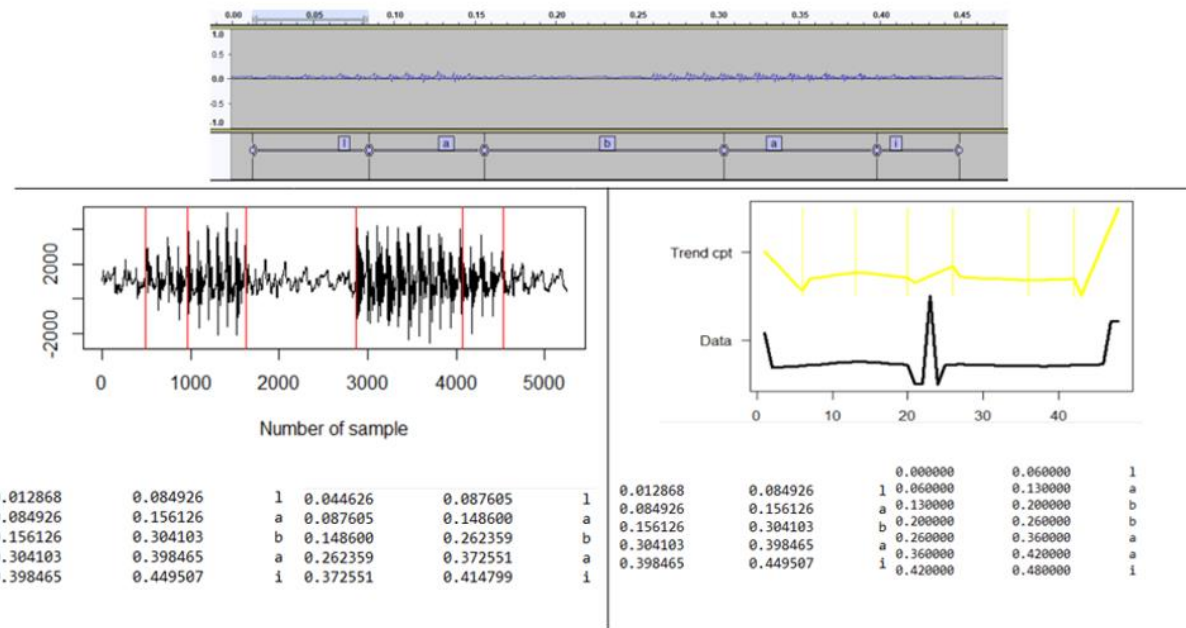 0.00 0.05 0.10 0.15 0.20 0.25 0.30 0.35 0.40 0.45
1.0
0.5
0.0
-0.5
-1.0
l a b a i
2000
-2000
0 1000 2000 3000 4000 5000
Number of sample
Trend cpt
Data
0 10 20 30 40
.012868 0.084926 l 0.044626 0.087605 l
.084926 0.156126 a 0.087605 0.148600 a
.156126 0.304103 b 0.148600 0.262359 b
.304103 0.398465 a 0.262359 0.372551 a
.398465 0.449507 i 0.372551 0.414799 i
0.012868 0.084926 l
0.084926 0.156126 a
0.156126 0.304103 b
0.304103 0.398465 a
0.398465 0.449507 i
0.000000 0.060000 l
0.060000 0.130000 a
0.130000 0.200000 b
0.200000 0.260000 b
0.260000 0.360000 a
0.360000 0.420000 a
0.420000 0.480000 i